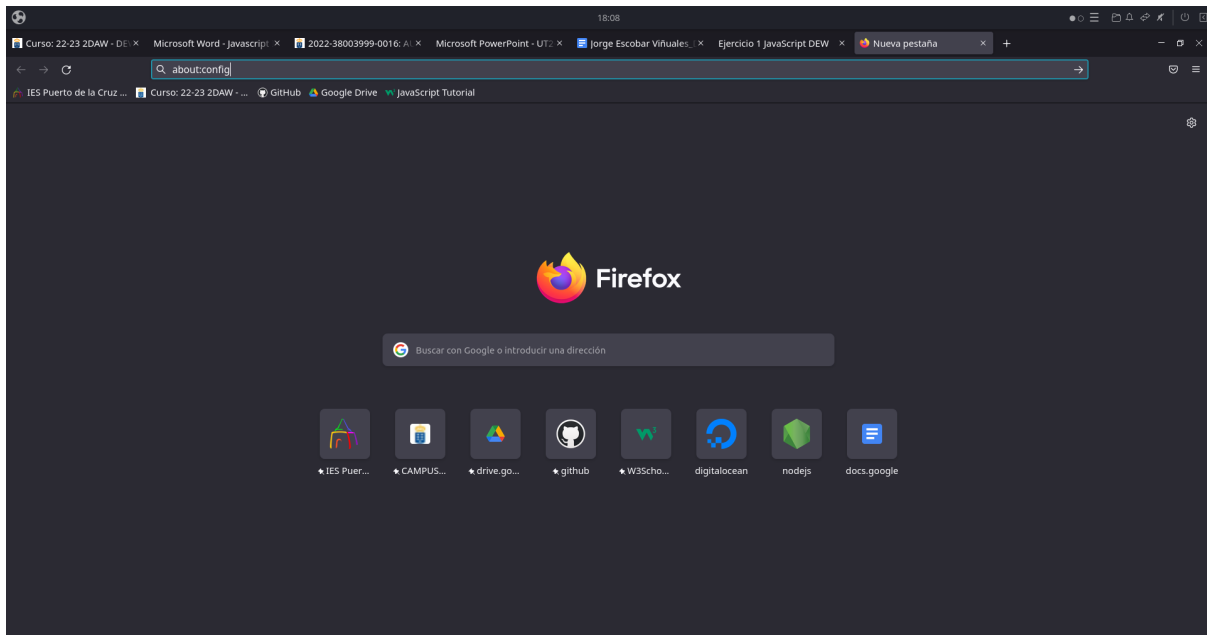 18:08
Curso: 22-23 2DAW - DEV
Microsoft Word - Javascript
2022-38003999-0016: AL
Microsoft PowerPoint - UT2
Jorge Escobar Viñuales_
Ejercicio 1 JavaScript DEW
Nueva pestaña
about:config
IES Puerto de la Cruz ...
Curso: 22-23 2DAW - ...
GitHub
Google Drive
JavaScript Tutorial
Firefox
Buscar con Google o introducir una dirección
IES Puer...
CAMPUS...
drive.go...
github
W3Scho...
digitalocean
nodejs
docs.google